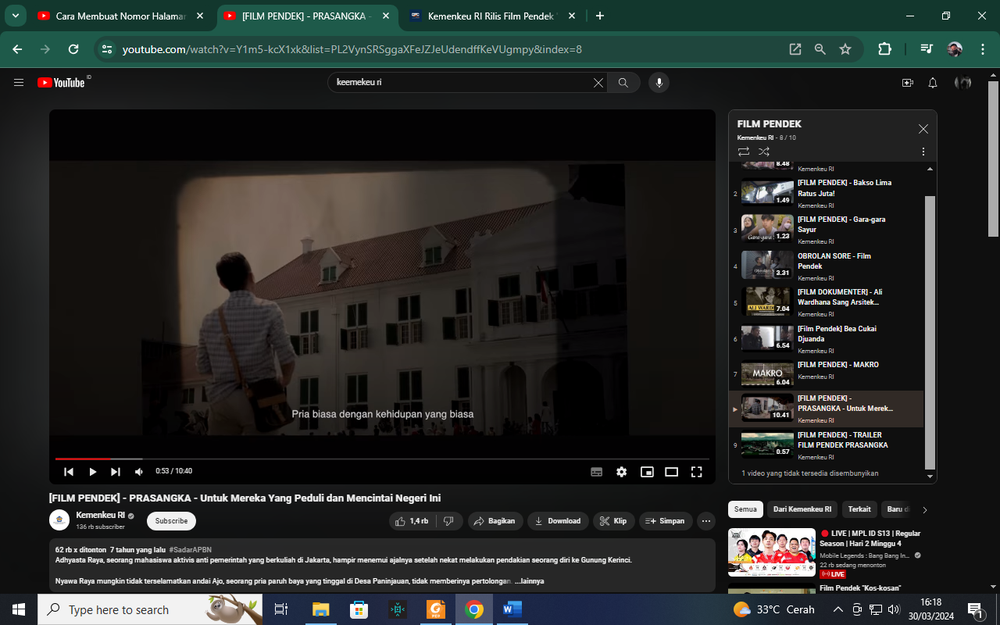 Cara Membuat Nomor Halaman
[FILM PENDEK] - PRASANGKA -
Kemenkeu RI Rilis Film Pendek
youtube.com/watch?v=Y1m5-kcX1xk&list=PL2VynSRSggaXFeJZJeUdendffKeVUgmpy&index=8
YouTube ID
keemekeu ri
Pria biasa dengan kehidupan yang biasa
0:53 / 10:40
[FILM PENDEK] - PRASANGKA - Untuk Mereka Yang Peduli dan Mencintai Negeri Ini
Kemenkeu RI
136 rb subscriber
Subscribe
1,4 rb
Bagikan
Download
Klip
Simpan
62 rb x ditonton 7 tahun yang lalu #SadarAPBN
Adhyasta Raya, seorang mahasiswa aktivis anti pemerintah yang berkuliah di Jakarta, hampir menemui ajalnya setelah nekat melakukan pendakian seorang diri ke Gunung Kerinci.
Nyawa Raya mungkin tidak terselamatkan andai Ajo, seorang pria paruh baya yang tinggal di Desa Paninjauan, tidak memberinya pertolongan. ...lainnya
FILM PENDEK
Kemenkeu RI - 8 / 10
8.48
Kemenkeu RI
2
1.49
[FILM PENDEK] - Bakso Lima
Ratus Juta!
Kemenkeu RI
3
1.23
[FILM PENDEK] - Gara-gara
Sayur
Kemenkeu RI
4
3.31
OBROLAN SORE - Film
Pendek
Kemenkeu RI
5
7.04
[FILM DOKUMENTER] - Ali
Wardhana Sang Arsitek...
Kemenkeu RI
6
6.54
[Film Pendek] Bea Cukai
Djuanda
Kemenkeu RI
7
MAKRO
6.04
[FILM PENDEK] - MAKRO
Kemenkeu RI
10.41
[FILM PENDEK] -
PRASANGKA - Untuk Merek...
Kemenkeu RI
9
0.57
[FILM PENDEK] - TRAILER
FILM PENDEK PRASANGKA
Kemenkeu RI
1 video yang tidak tersedia disembunyikan
Semua
Dari Kemenkeu RI
Terkait
Baru di
LIVE | MPL ID S13 | Regular
Season | Hari 2 Minggu 4
Mobile Legends : Bang Bang In...
22 rb sedang menonton
LIVE
Film Pendek "Kos-kosan"
Type here to search
33°C Cerah
16:18
30/03/2024
1